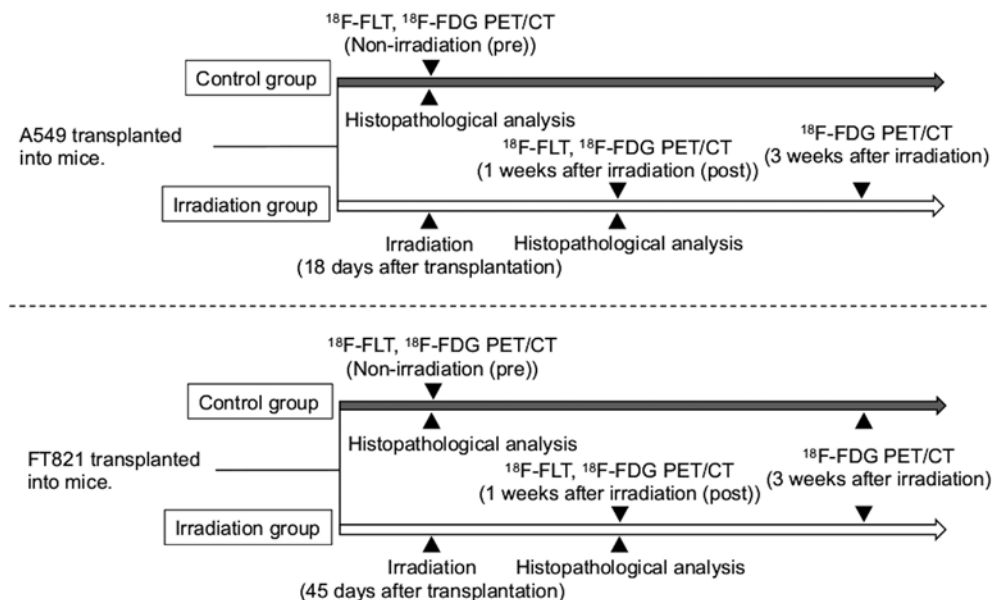 ¹⁸F-FLT, ¹⁸F-FDG PET/CT
(Non-irradiation (pre))
Control group
Histopathological analysis
A549 transplanted
into mice.
¹⁸F-FLT, ¹⁸F-FDG PET/CT
(1 weeks after irradiation (post))
¹⁸F-FDG PET/CT
(3 weeks after irradiation)
Irradiation group
Irradiation
(18 days after transplantation)
Histopathological analysis
¹⁸F-FLT, ¹⁸F-FDG PET/CT
(Non-irradiation (pre))
Control group
Histopathological analysis
FT821 transplanted
into mice.
¹⁸F-FLT, ¹⁸F-FDG PET/CT
(1 weeks after irradiation (post))
¹⁸F-FDG PET/CT
(3 weeks after irradiation)
Irradiation group
Irradiation
(45 days after transplantation)
Histopathological analysis